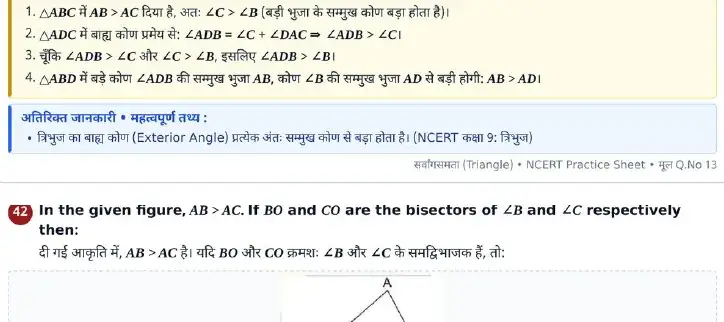 1. △ABC में AB > AC दिया है, अतः ∠C > ∠B (बड़ी भुजा के सम्मुख कोण बड़ा होता है)।
2. △ADC में बाह्य कोण प्रमेय से: ∠ADB = ∠C + ∠DAC ⇒ ∠ADB > ∠C।
3. चूँकि ∠ADB > ∠C और ∠C > ∠B, इसलिए ∠ADB > ∠B।
4. △ABD में बड़े कोण ∠ADB की सम्मुख भुजा AB, कोण ∠B की सम्मुख भुजा AD से बड़ी होगी: AB > AD।
अतिरिक्त जानकारी • महत्वपूर्ण तथ्य :
• त्रिभुज का बाह्य कोण (Exterior Angle) प्रत्येक अंतः सम्मुख कोण से बड़ा होता है। (NCERT कक्षा 9: त्रिभुज)
सर्वांगसमता (Triangle) • NCERT Practice Sheet • मूल Q.No 13
42 In the given figure, AB > AC. If BO and CO are the bisectors of ∠B and ∠C respectively
then:
दी गई आकृति में, AB > AC है। यदि BO और CO क्रमशः ∠B और ∠C के समद्विभाजक हैं, तो:
A